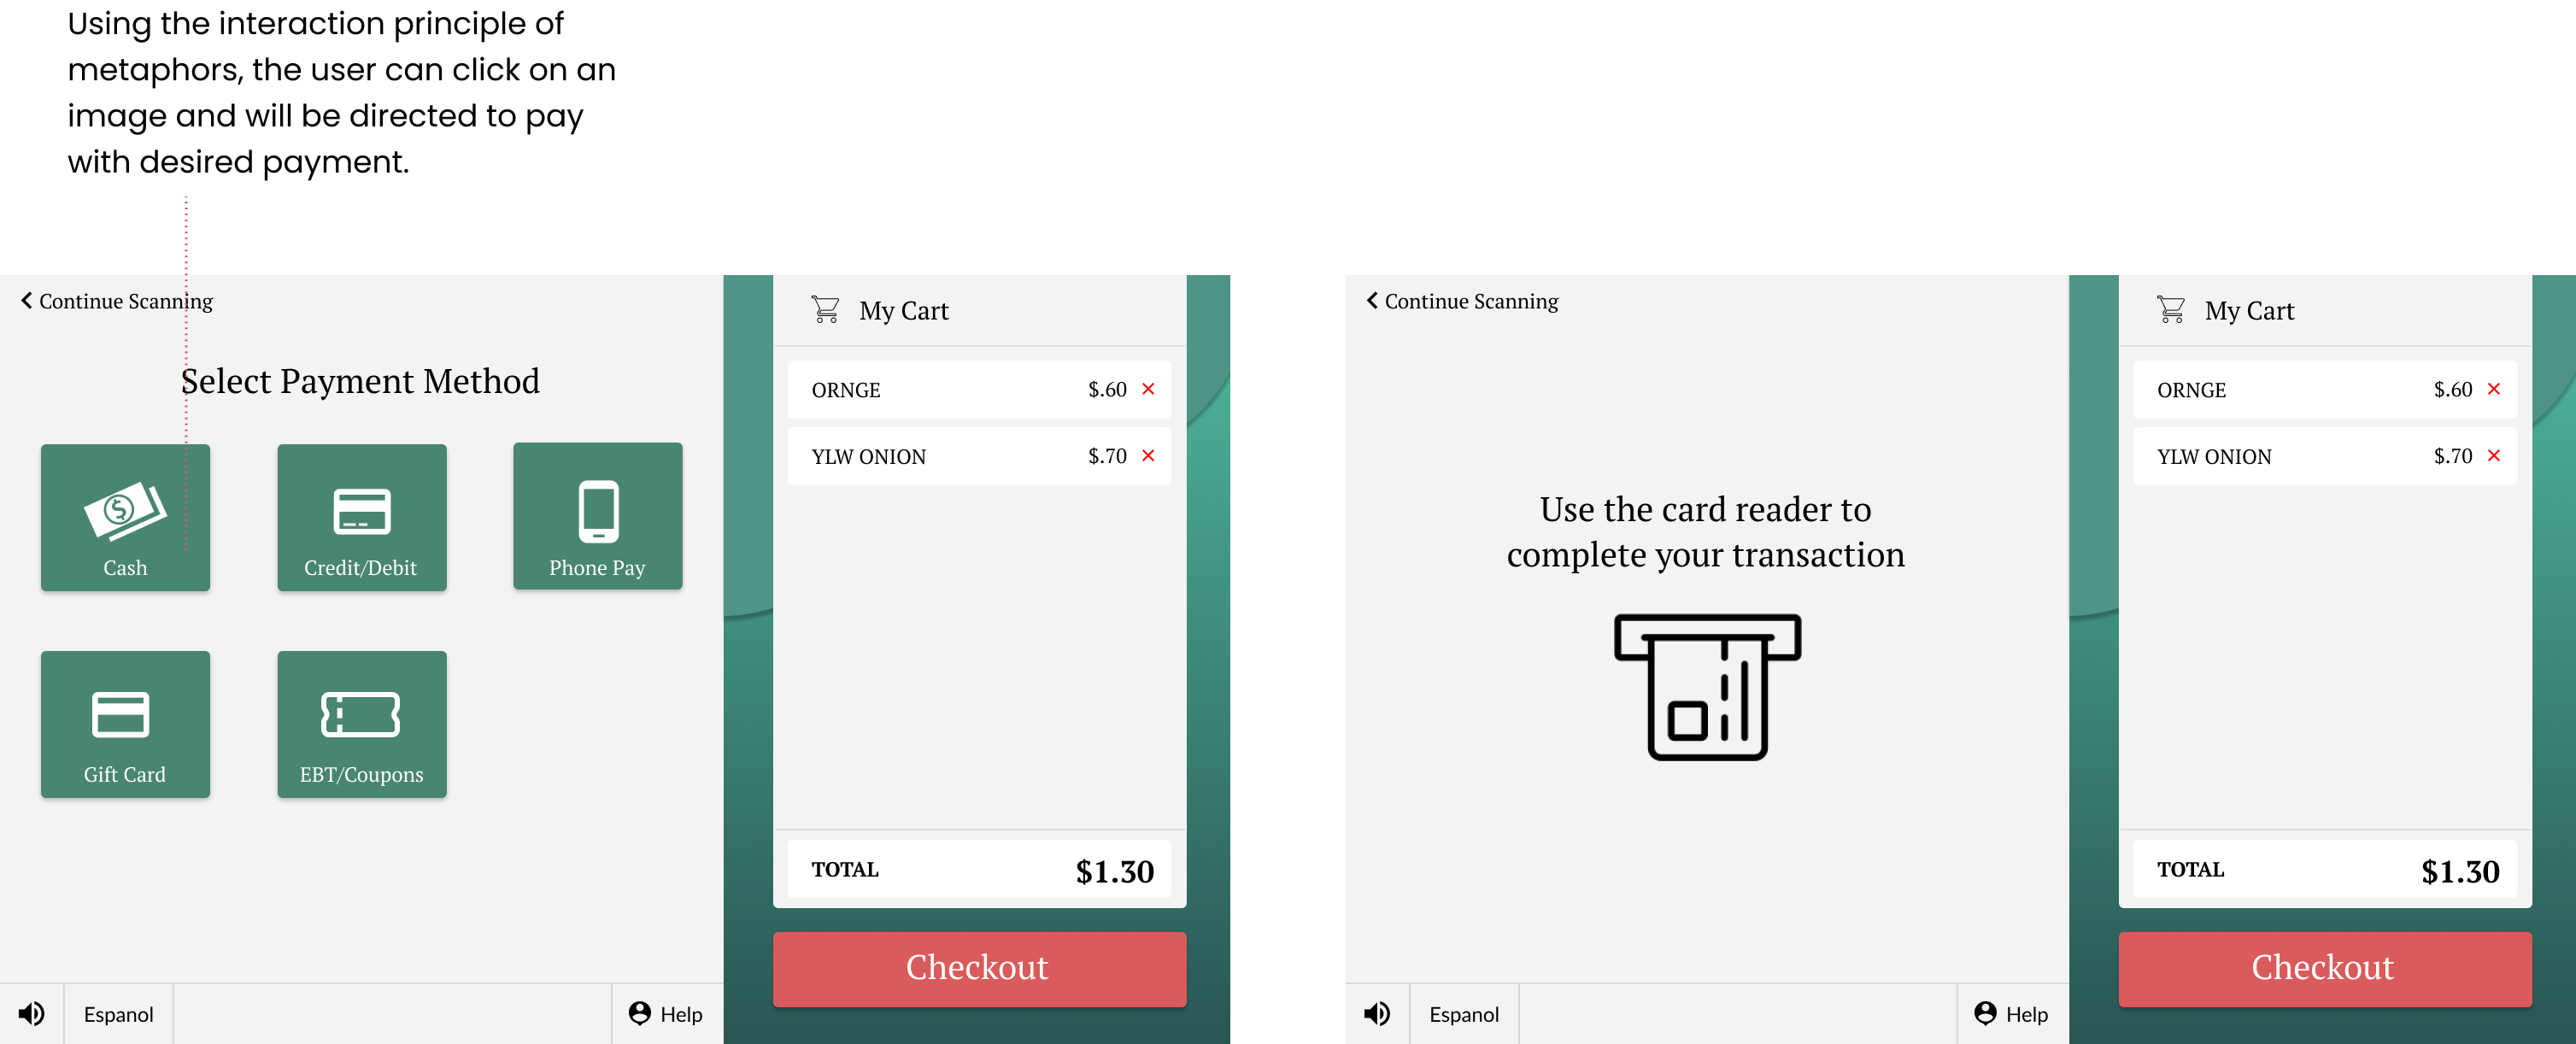 Using the interaction principle of
metaphors, the user can click on an
image and will be directed to pay
with desired payment.
Continue Scanning
Select Payment Method
Cash
Credit/Debit
Phone Pay
Gift Card
EBT/Coupons
Espanol
Help
My Cart
ORNGE $.60
YLW ONION $.70
TOTAL $1.30
Checkout
Continue Scanning
Use the card reader to
complete your transaction
Espanol
Help
My Cart
ORNGE $.60
YLW ONION $.70
TOTAL $1.30
Checkout